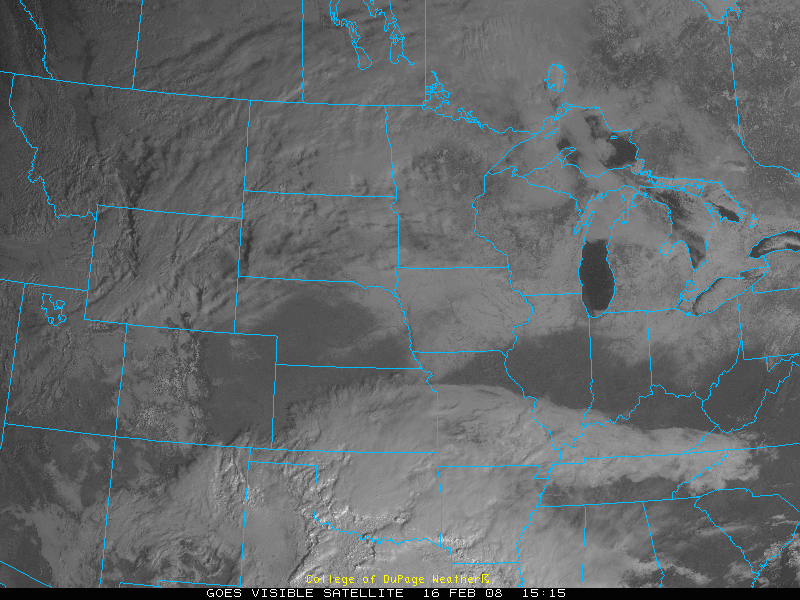 College of DuPage Weather
GOES VISIBLE SATELLITE 16 FEB 08 15:15